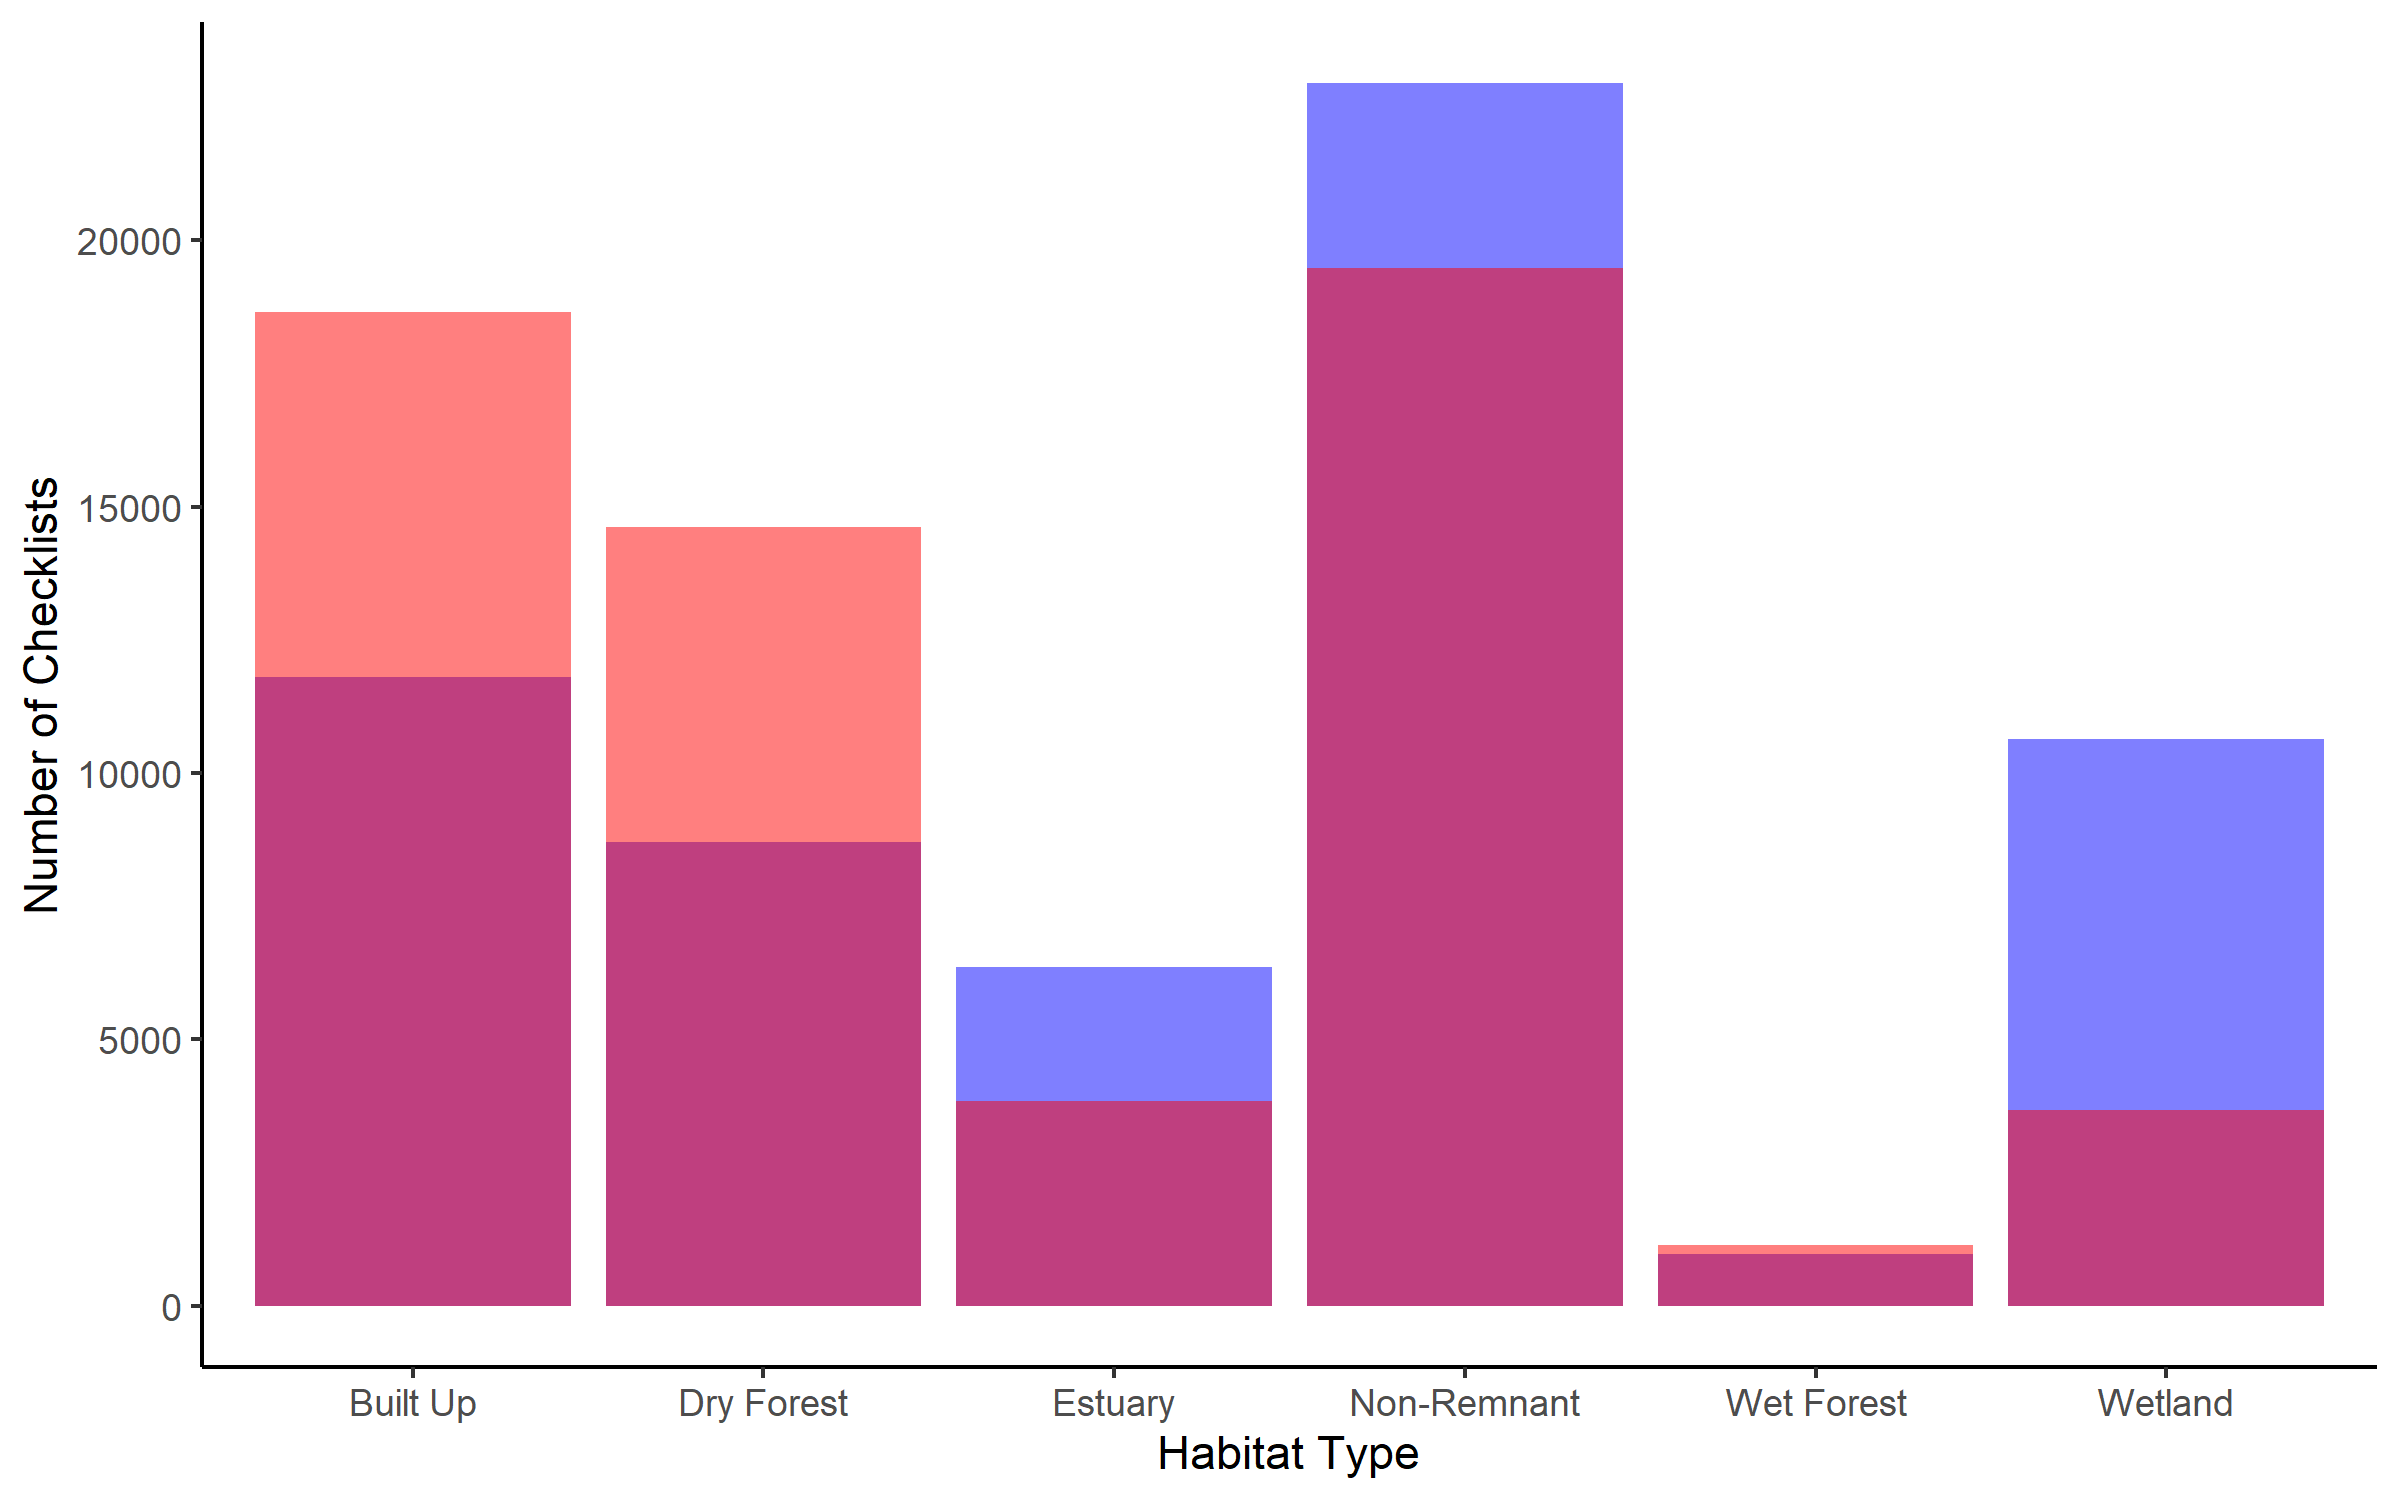 Number of Checklists
20000
15000
10000
5000
0
Built Up Dry Forest Estuary Non-Remnant Wet Forest Wetland
Habitat Type